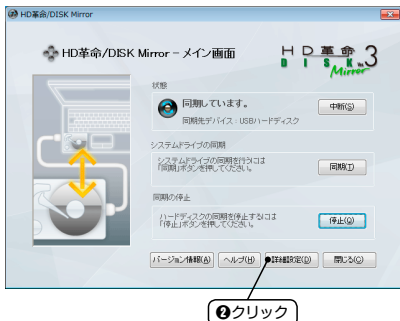 HD革命/DISK Mirror
HD革命/DISK Mirror – メイン画面
HD革命
DISK Ver.3
Mirror
状態
同期しています。
中断(S)
同期先デバイス : USBハードディスク
システムドライブの同期
システムドライブの同期を行うには
「同期」ボタンを押してください。
同期(T)
同期の停止
ハードディスクの同期を停止するには
「停止」ボタンを押してください。
停止(Q)
バージョン情報(A)
ヘルプ(H)
詳細設定(D)
閉じる(C)
❷クリック